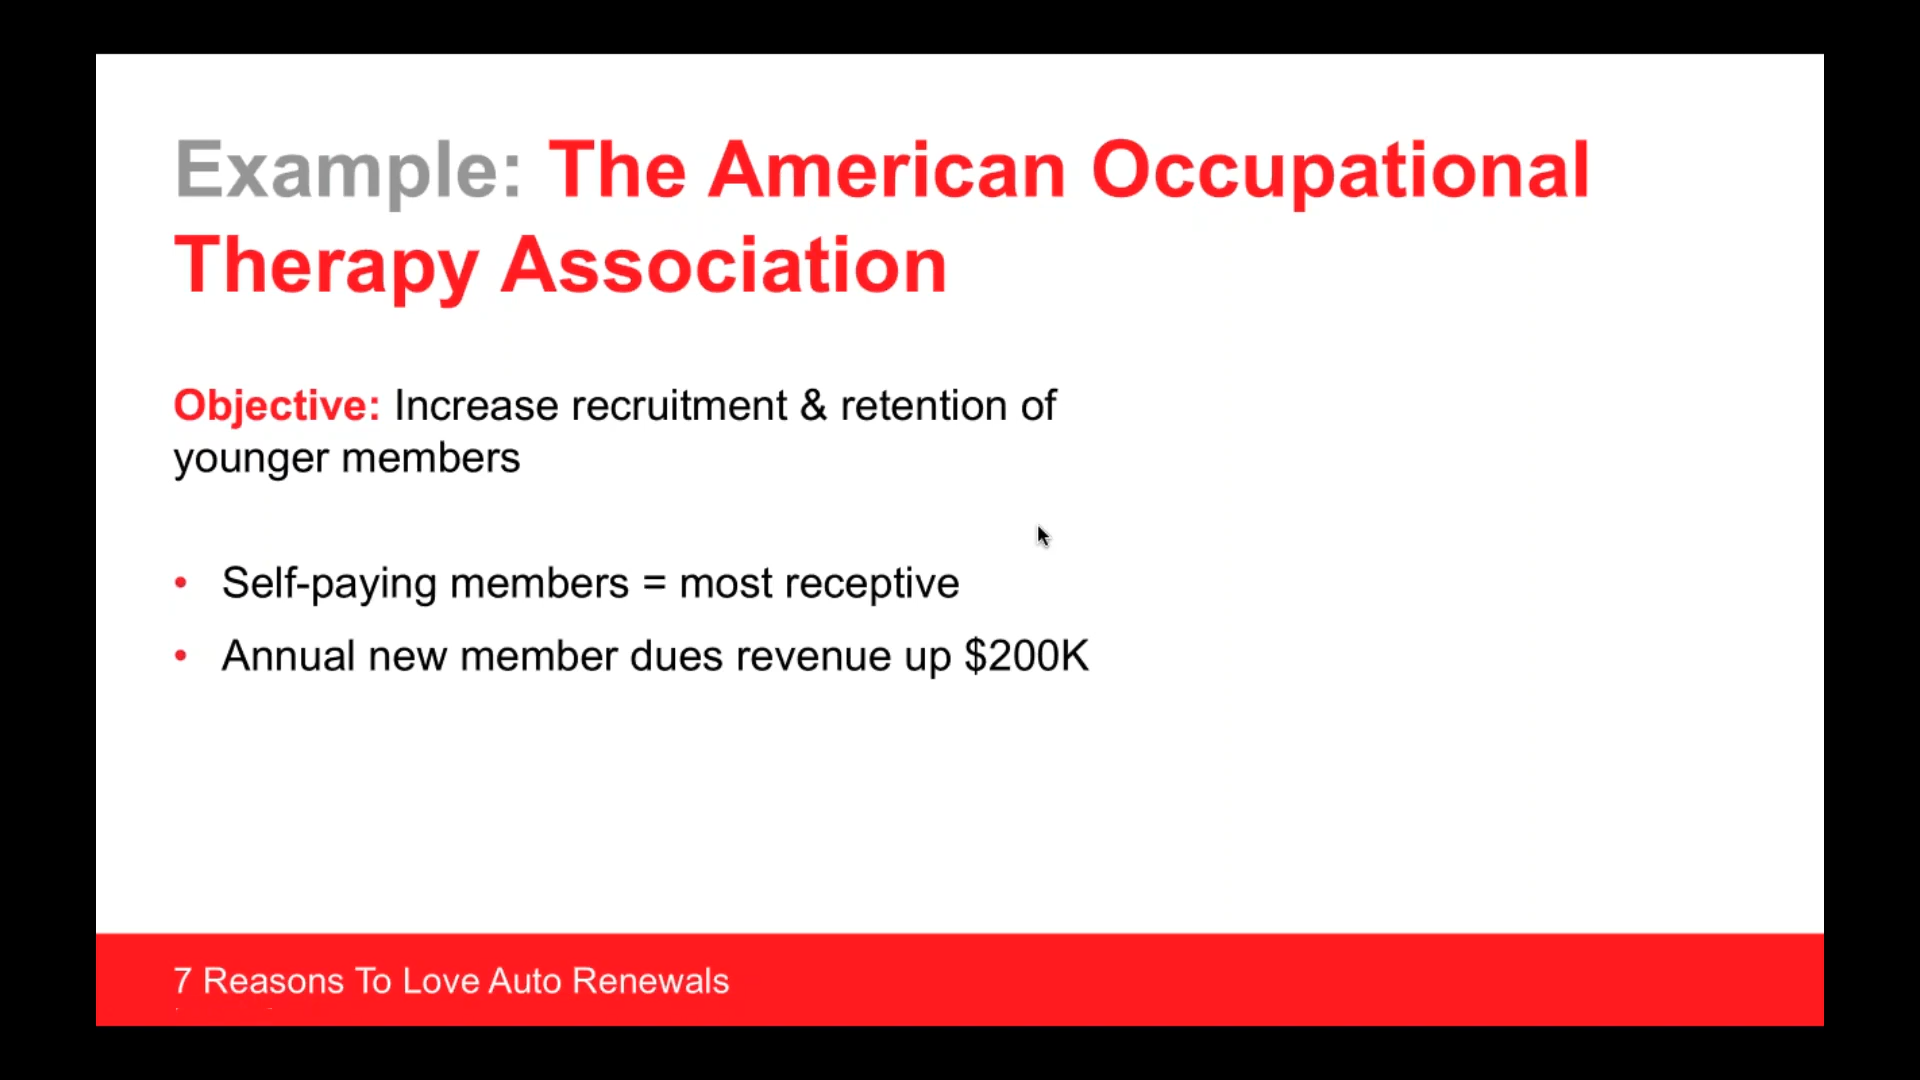 Example: The American Occupational
Therapy Association
Objective: Increase recruitment & retention of
younger members
• Self-paying members = most receptive
• Annual new member dues revenue up $200K
7 Reasons To Love Auto Renewals